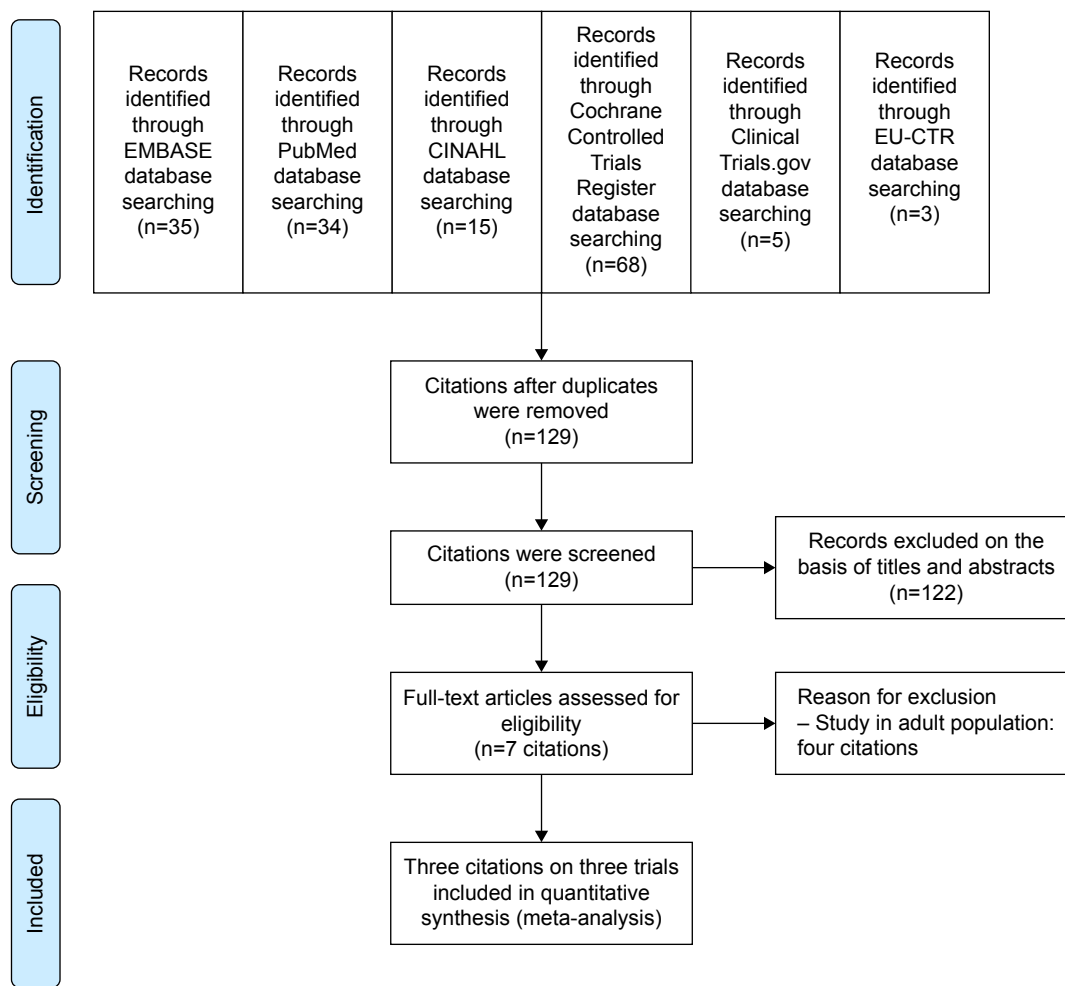 Identification
Records
identified
through
EMBASE
database
searching
(n=35)
Records
identified
through
PubMed
database
searching
(n=34)
Records
identified
through
CINAHL
database
searching
(n=15)
Records
identified
through
Cochrane
Controlled
Trials
Register
database
searching
(n=68)
Records
identified
through
Clinical
Trials.gov
database
searching
(n=5)
Records
identified
through
EU-CTR
database
searching
(n=3)
Screening
Citations after duplicates
were removed
(n=129)
Citations were screened
(n=129)
Records excluded on the
basis of titles and abstracts
(n=122)
Eligibility
Full-text articles assessed for
eligibility
(n=7 citations)
Reason for exclusion
– Study in adult population:
four citations
Included
Three citations on three trials
included in quantitative
synthesis (meta-analysis)